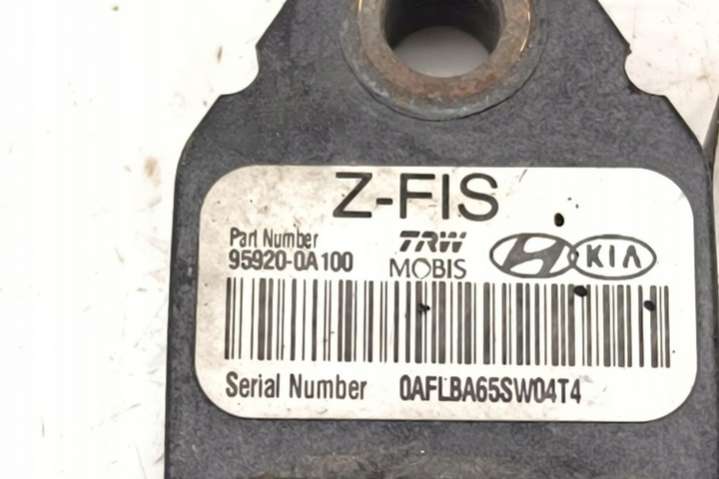 Z-FIS
Part Number
95920-0A100
TRW
MOBIS
KIA
Serial Number 0AFLBA65SW04T4